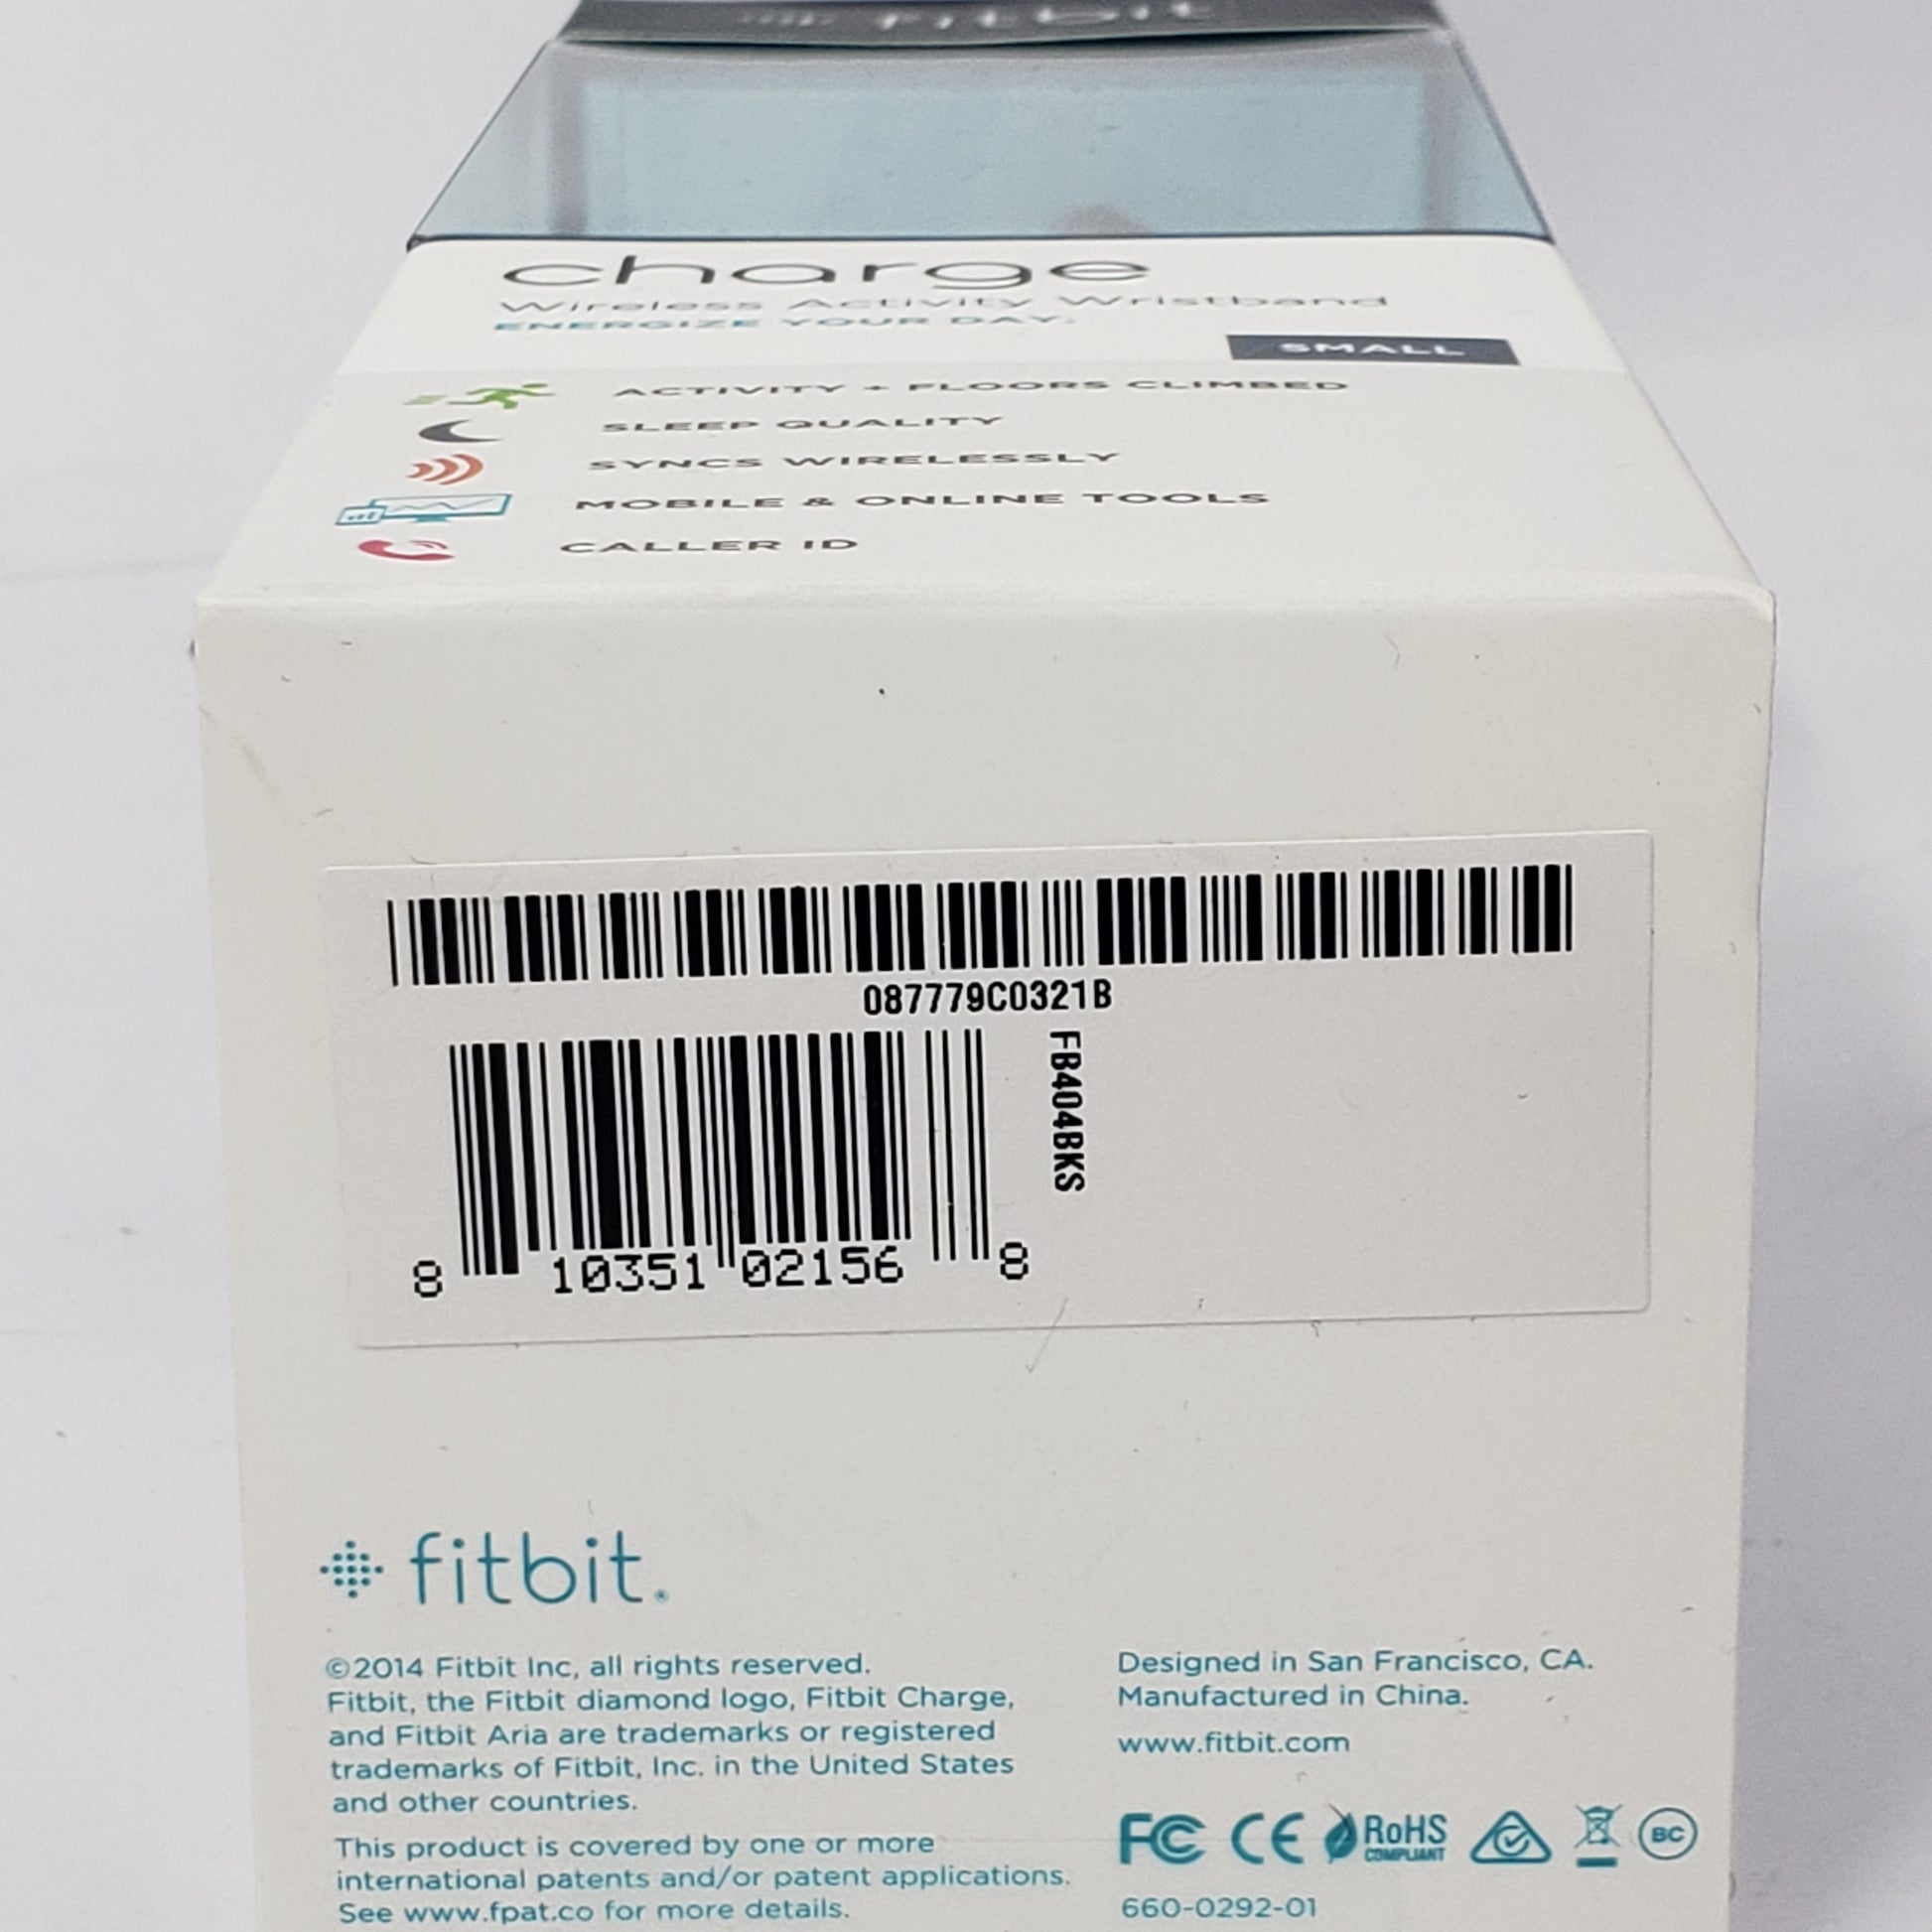 fitbit
charge
Wireless Activity Wristband
ENERGIZE YOUR DAY.
SMALL
ACTIVITY + FLOORS CLIMBED
SLEEP QUALITY
SYNCS WIRELESSLY
MOBILE & ONLINE TOOLS
CALLER ID
087779C0321B
FB404BKS
8 10351 02156 8
fitbit.
©2014 Fitbit Inc, all rights reserved.
Fitbit, the Fitbit diamond logo, Fitbit Charge,
and Fitbit Aria are trademarks or registered
trademarks of Fitbit, Inc. in the United States
and other countries.
This product is covered by one or more
international patents and/or patent applications.
See www.fpat.co for more details.
Designed in San Francisco, CA.
Manufactured in China.
www.fitbit.com
FC CE RoHS
COMPLIANT
BC
660-0292-01